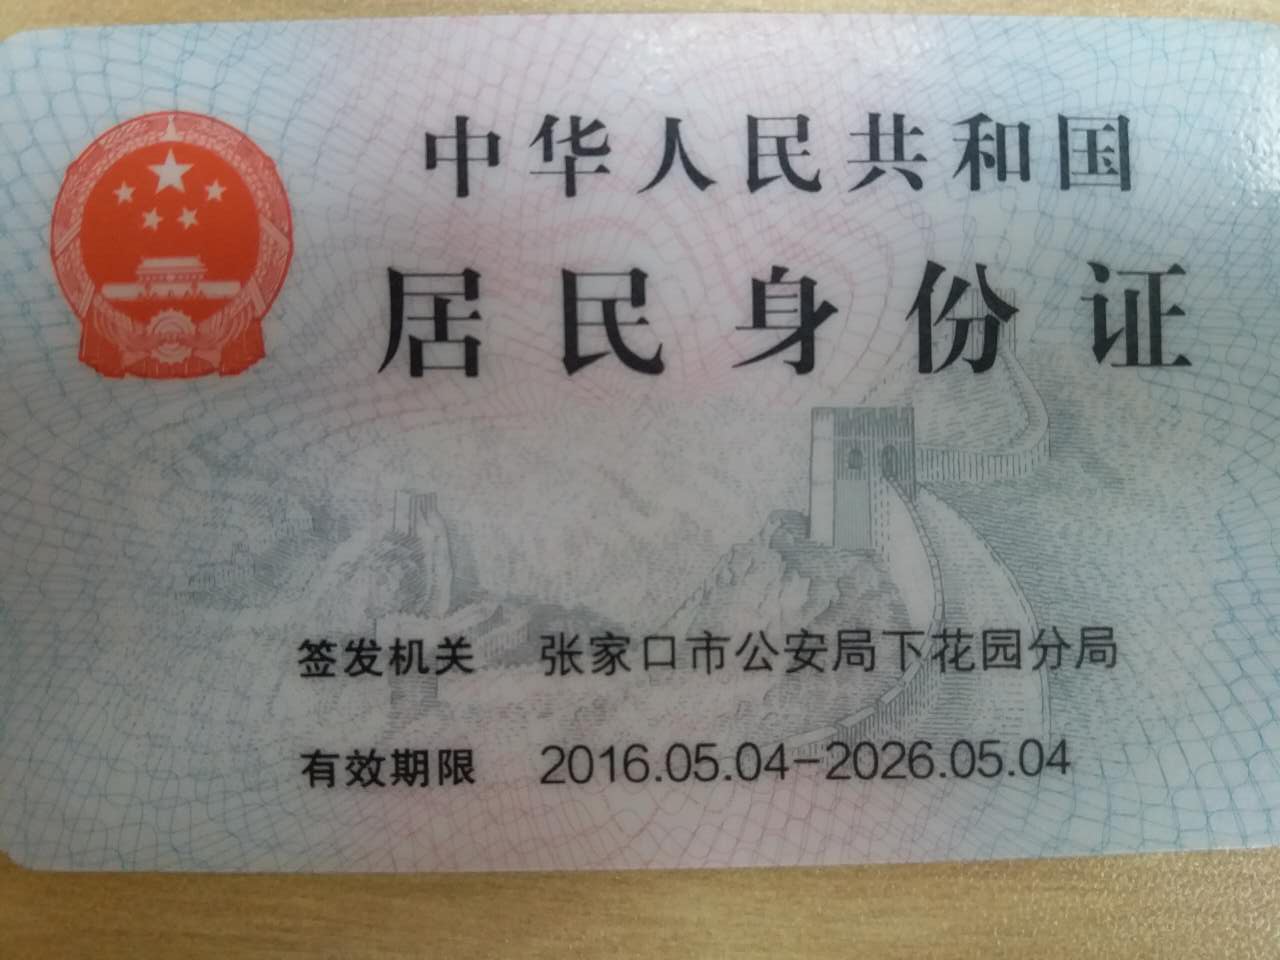 中华人民共和国
居民身份证
签发机关 张家口市公安局下花园分局
有效期限 2016.05.04-2026.05.04